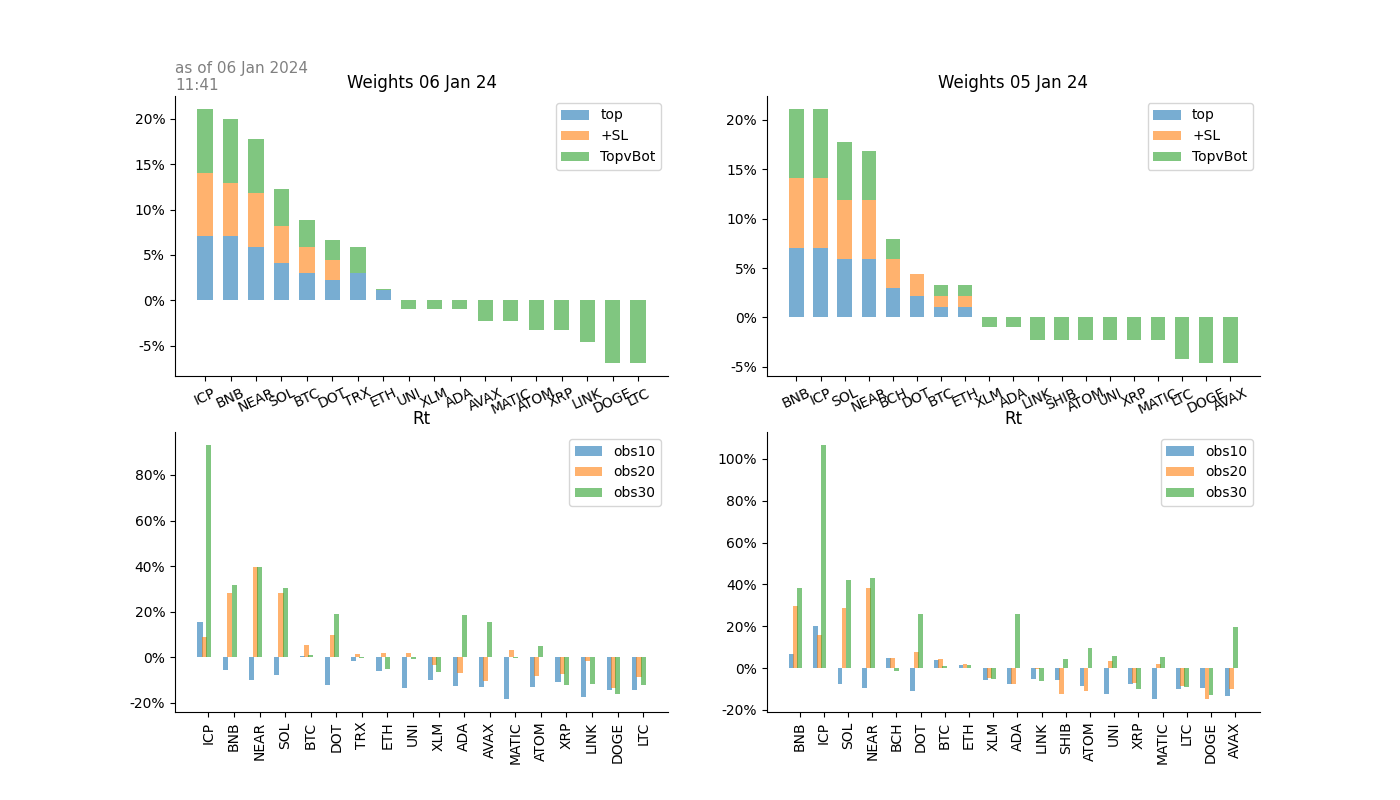 as of 06 Jan 2024
11:41
Weights 06 Jan 24
20%
15%
10%
5%
0%
-5%
top
+SL
TopvBot
ICP BNB NEAR SOL BTC DOT TRX ETH UNI XLM ADA AVAX MATIC ATOM XRP LINK DOGE LTC
Weights 05 Jan 24
20%
15%
10%
5%
0%
-5%
top
+SL
TopvBot
BNB ICP SOL NEAR BCH DOT BTC ETH XLM ADA LINK SHIB ATOM UNI XRP MATIC LTC DOGE AVAX
Rt
80%
60%
40%
20%
0%
-20%
obs10
obs20
obs30
ICP BNB NEAR SOL BTC DOT TRX ETH UNI XLM ADA AVAX MATIC ATOM XRP LINK DOGE LTC
Rt
100%
80%
60%
40%
20%
0%
-20%
obs10
obs20
obs30
BNB ICP SOL NEAR BCH DOT BTC ETH XLM ADA LINK SHIB ATOM UNI XRP MATIC LTC DOGE AVAX